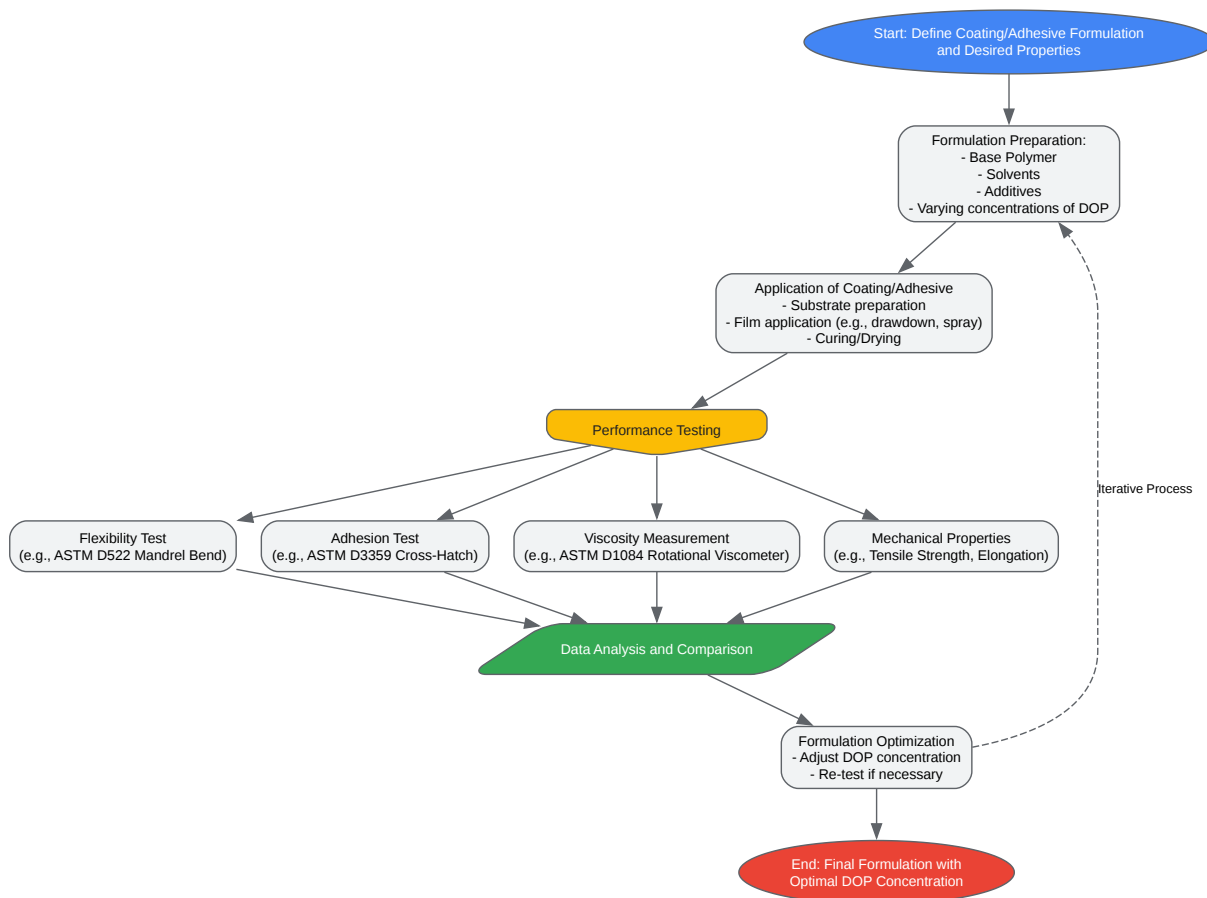 Start: Define Coating/Adhesive Formulation
and Desired Properties
Formulation Preparation:
- Base Polymer
- Solvents
- Additives
- Varying concentrations of DOP
Application of Coating/Adhesive
- Substrate preparation
- Film application (e.g., drawdown, spray)
- Curing/Drying
Performance Testing
Iterative Process
Flexibility Test
(e.g., ASTM D522 Mandrel Bend)
Adhesion Test
(e.g., ASTM D3359 Cross-Hatch)
Viscosity Measurement
(e.g., ASTM D1084 Rotational Viscometer)
Mechanical Properties
(e.g., Tensile Strength, Elongation)
Data Analysis and Comparison
Formulation Optimization
- Adjust DOP concentration
- Re-test if necessary
End: Final Formulation with
Optimal DOP Concentration